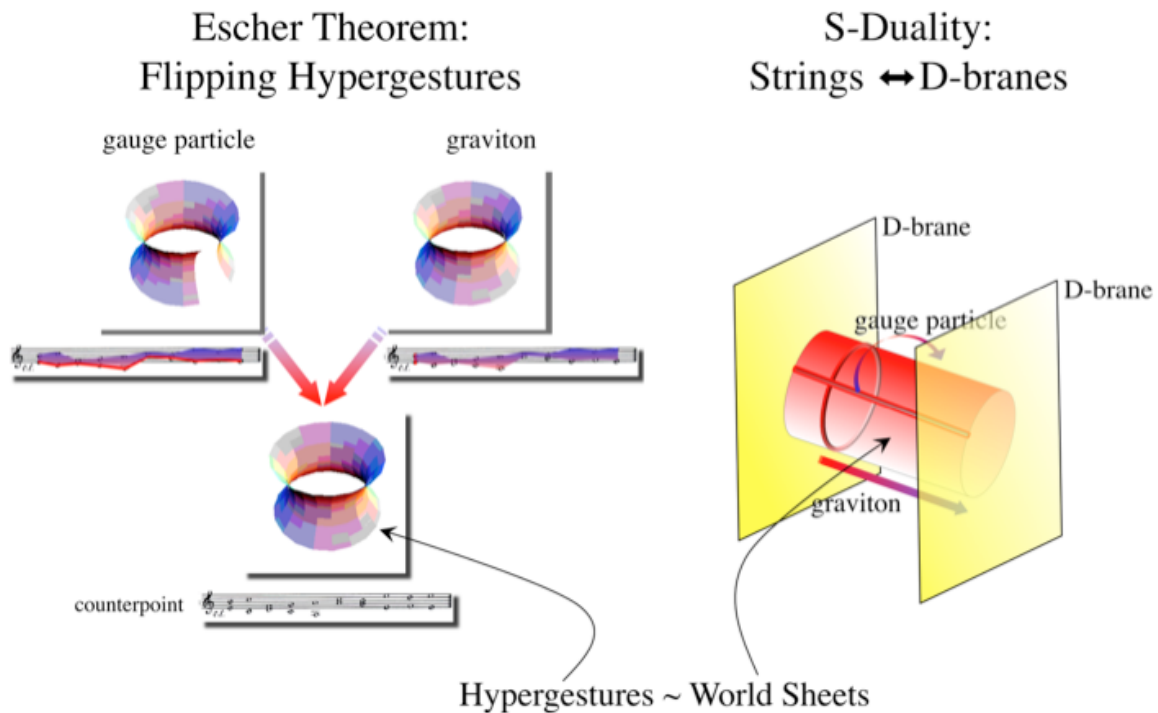 Escher Theorem:
Flipping Hypergestures
gauge particle
graviton
counterpoint
S-Duality:
Strings ↔ D-branes
D-brane
D-brane
gauge particle
graviton
Hypergestures ~ World Sheets